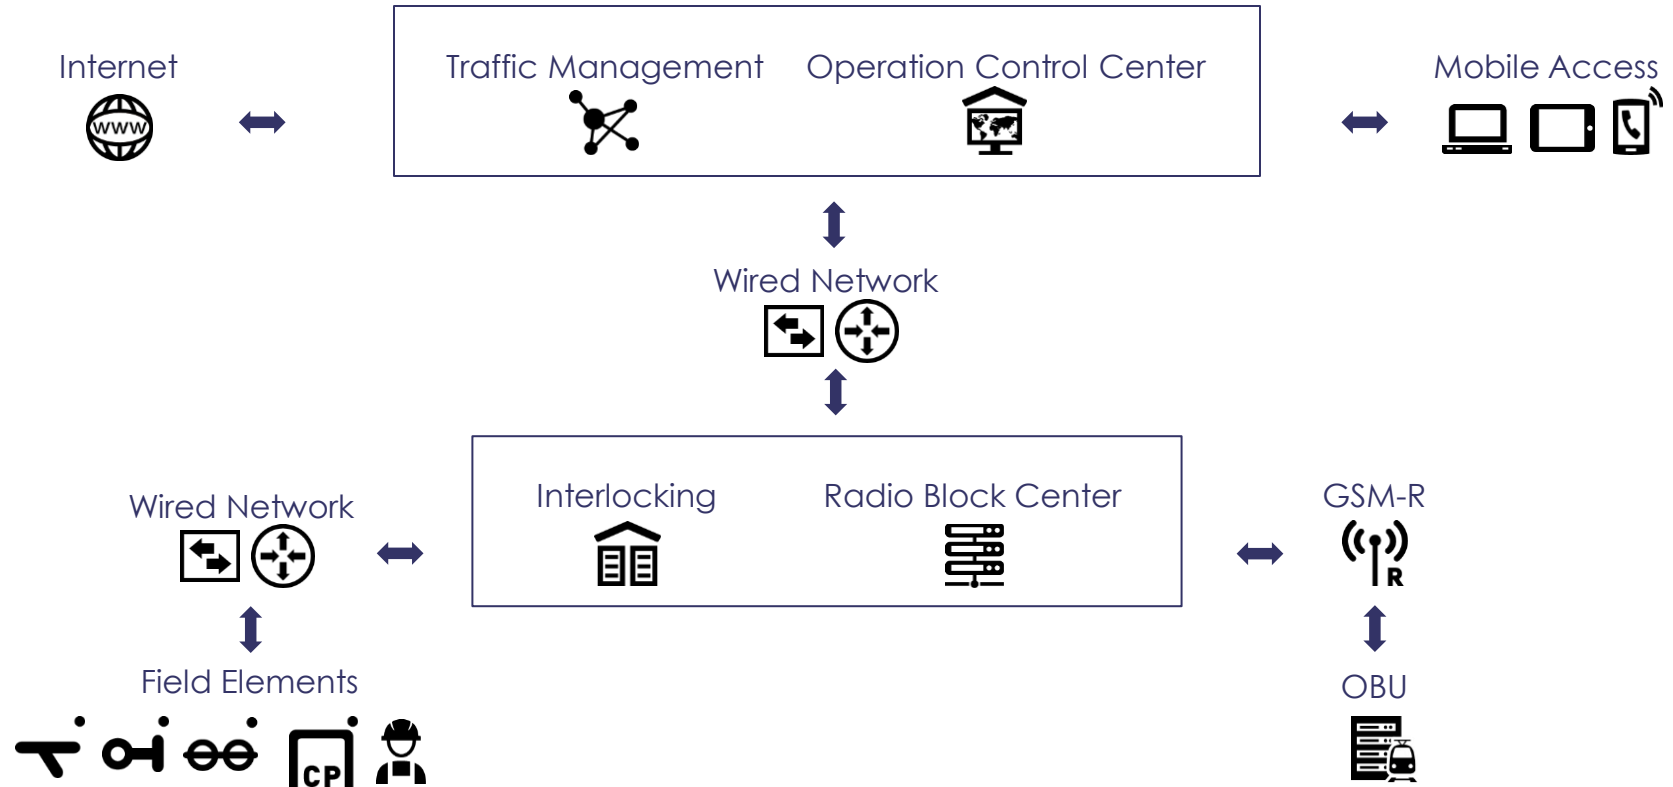 Internet
WWW
Traffic Management
Operation Control Center
Mobile Access
Wired Network
Wired Network
Interlocking
Radio Block Center
GSM-R
R
Field Elements
CP
OBU